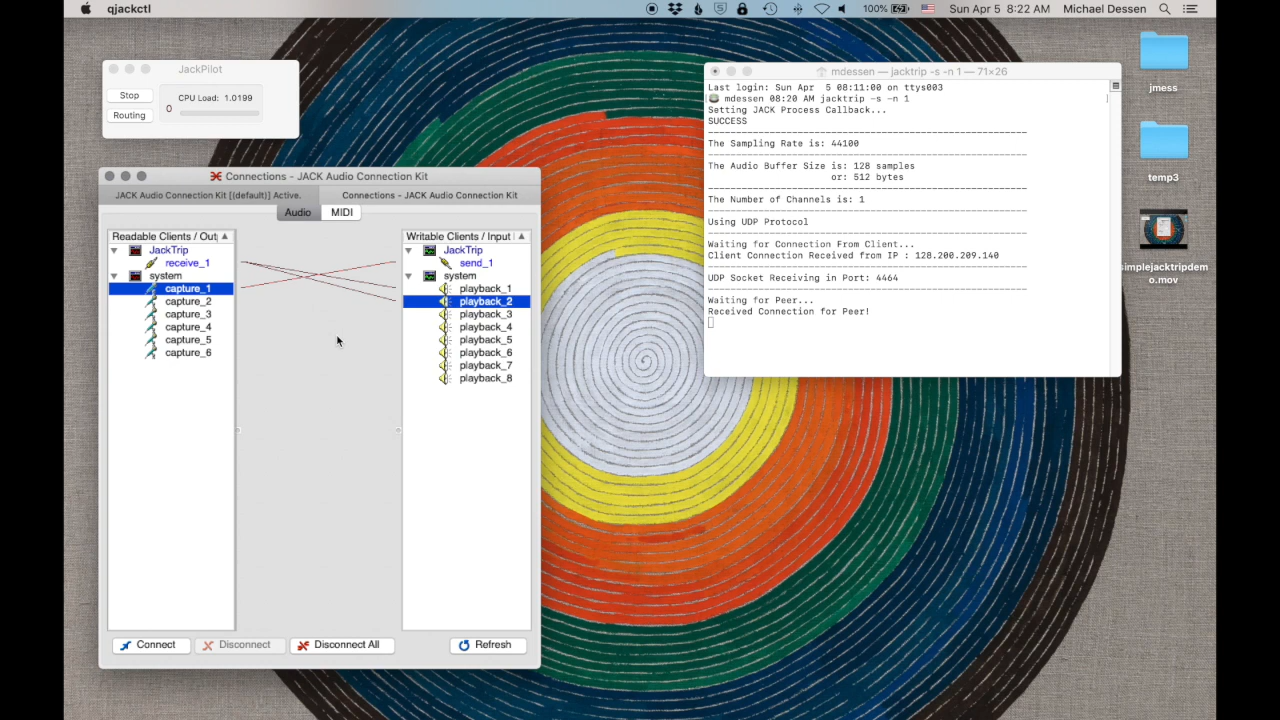 qjackctl
5
100%
Sun Apr 5 8:22 AM
Michael Dessen
JackPilot
Stop
CPU Load: 1.0199
0
Routing
Connections - JACK Audio Connection Kit
JACK Audio Connection Kit [(default)] Active.
Connections - JACK Audio Connection Kit
Audio
MIDI
Readable Clients / Out
JackTrip
receive_1
system
capture_1
capture_2
capture_3
capture_4
capture_5
capture_6
Writable Clients / Input
JackTrip
send_1
system
playback_1
playback_2
playback_3
playback_4
playback_5
playback_6
playback_7
playback_8
Connect
Disconnect
Disconnect All
Refresh
mdessen — jacktrip -s -n 1 — 71×26
Last login: Sun Apr 5 08:11:00 on ttys003
mdessen 08:20 AM jacktrip -s -n 1
Setting JACK Process Callback...
SUCCESS
The Sampling Rate is: 44100
The Audio Buffer Size is: 128 samples
or: 512 bytes
The Number of Channels is: 1
Using UDP Protocol
Waiting for Connection From Client...
Client Connection Received from IP : 128.200.209.140
UDP Socket Receiving in Port: 4464
Waiting for Peer...
Received Connection for Peer!
jmess
temp3
simplejacktripdem
o.mov